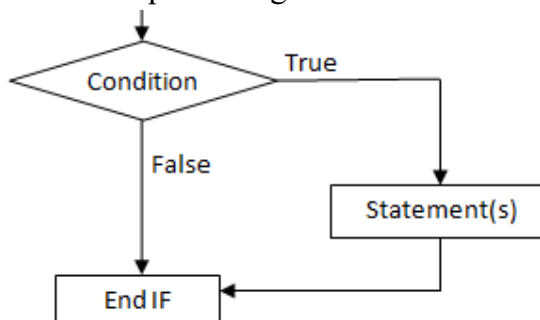 Condition
True
False
Statement(s)
End IF